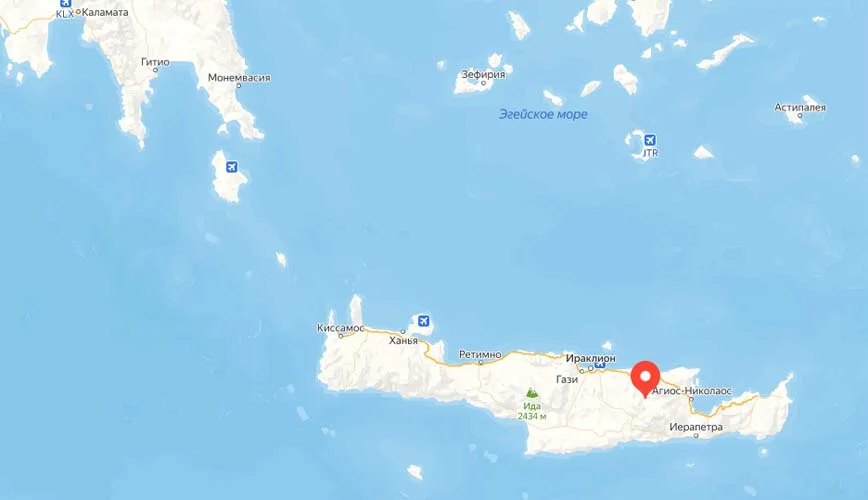 KLX
Каламата
Гитио
Монемвасия
Зефирия
Эгейское море
Астипалея
JTR
Киссамос
Ханья
Ретимно
Ираклион
Гази
Агиос-Николаос
Ида
2434 м
Иерапетра